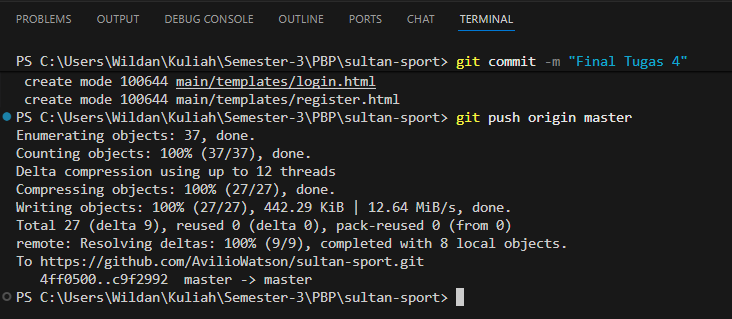 PROBLEMS OUTPUT DEBUG CONSOLE OUTLINE PORTS CHAT TERMINAL
PS C:\Users\Wildan\Kuliah\Semester-3\PBP\sultan-sport> git commit -m "Final Tugas 4"
create mode 100644 main/templates/login.html
create mode 100644 main/templates/register.html
PS C:\Users\Wildan\Kuliah\Semester-3\PBP\sultan-sport> git push origin master
Enumerating objects: 37, done.
Counting objects: 100% (37/37), done.
Delta compression using up to 12 threads
Compressing objects: 100% (27/27), done.
Writing objects: 100% (27/27), 442.29 KiB | 12.64 MiB/s, done.
Total 27 (delta 9), reused 0 (delta 0), pack-reused 0 (from 0)
remote: Resolving deltas: 100% (9/9), completed with 8 local objects.
To https://github.com/AvilioWatson/sultan-sport.git
4ff0500..c9f2992  master -> master
PS C:\Users\Wildan\Kuliah\Semester-3\PBP\sultan-sport>